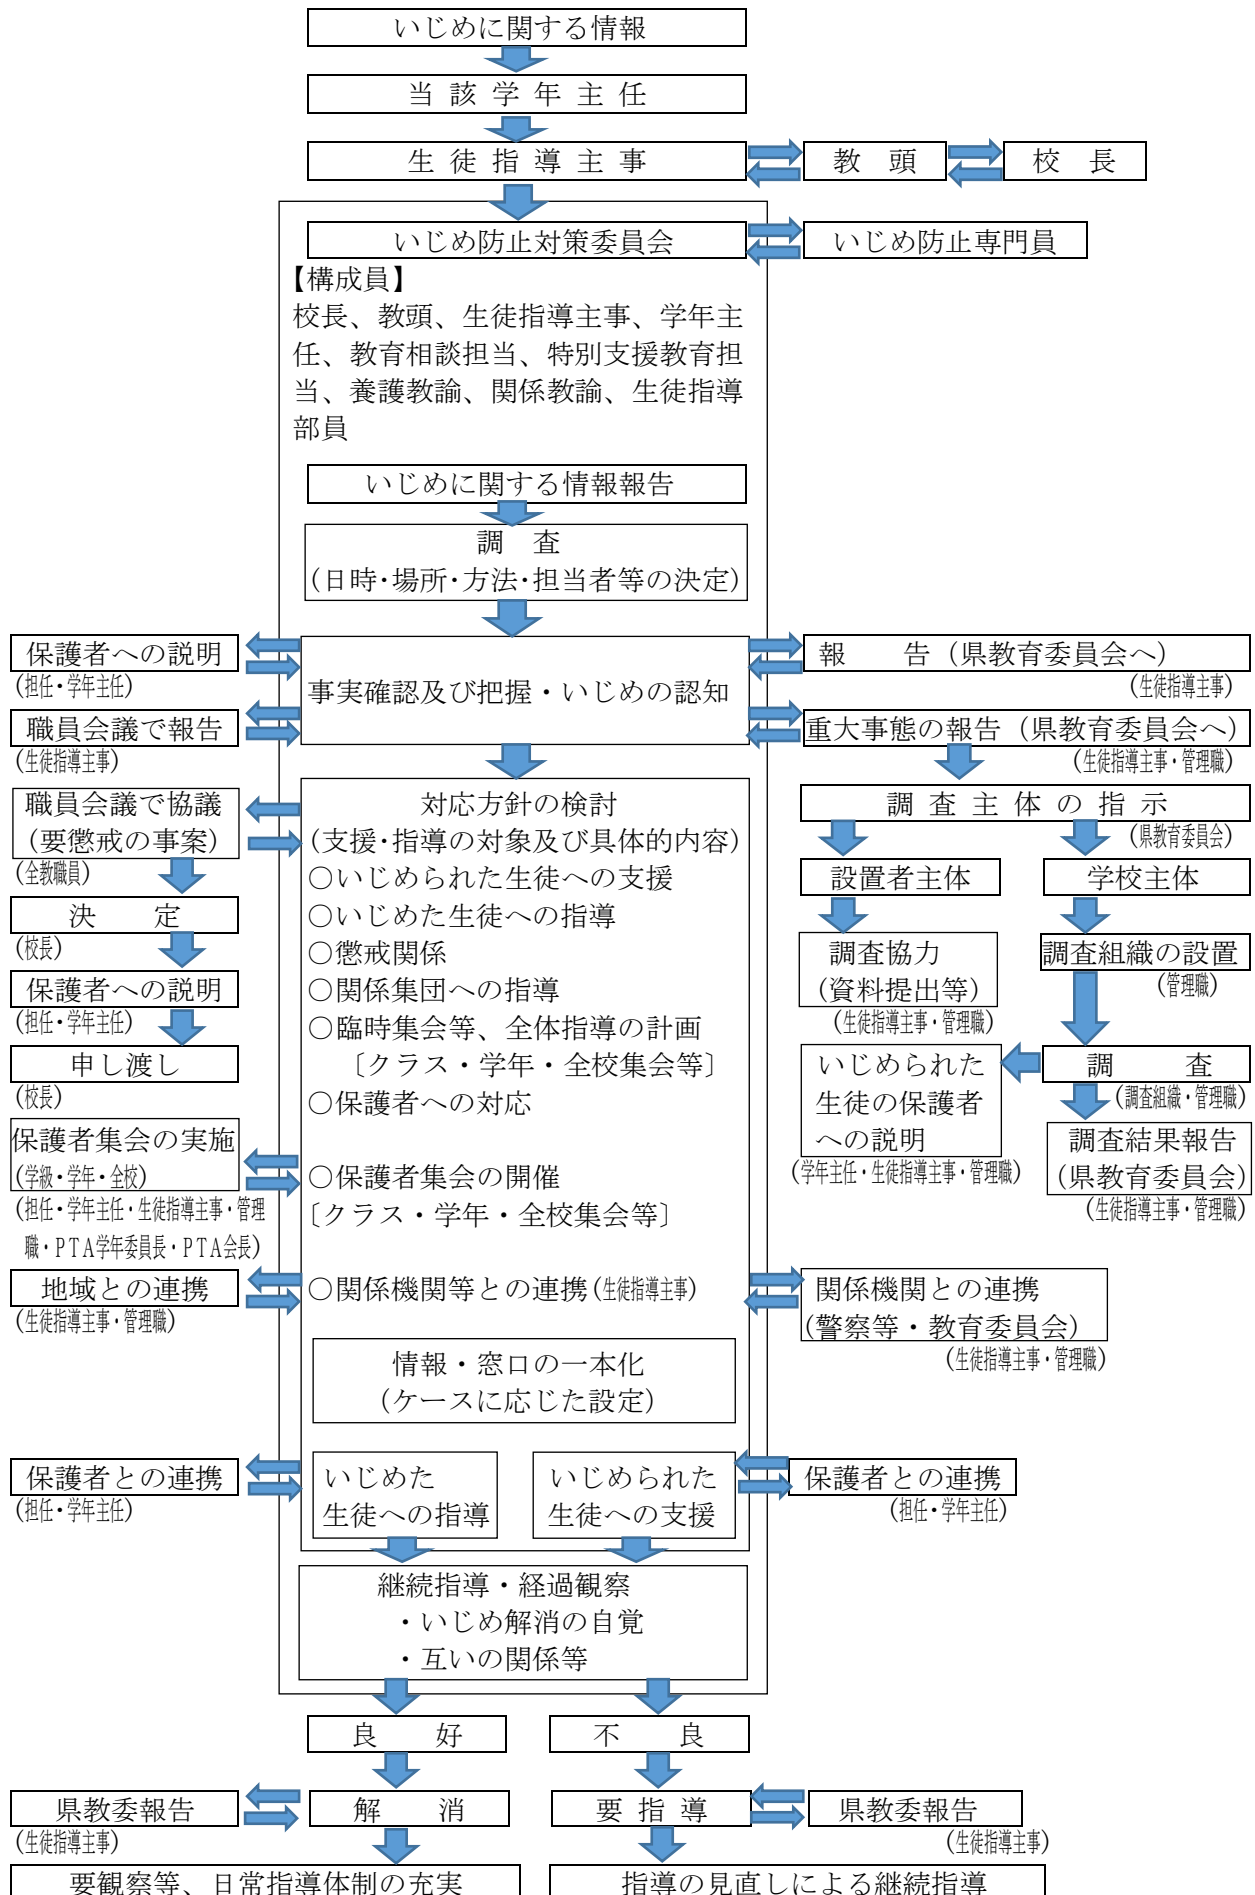 いじめに関する情報
当該学年主任
生徒指導主事
教　頭
校　長
いじめ防止対策委員会
いじめ防止専門員
【構成員】
校長、教頭、生徒指導主事、学年主
任、教育相談担当、特別支援教育担
当、養護教諭、関係教諭、生徒指導
部員
いじめに関する情報報告
調　査
(日時・場所・方法・担当者等の決定)
保護者への説明
(担任・学年主任)
事実確認及び把握・いじめの認知
報　　告（県教育委員会へ）
(生徒指導主事)
職員会議で報告
(生徒指導主事)
重大事態の報告（県教育委員会へ）
(生徒指導主事・管理職)
職員会議で協議
(要懲戒の事案)
(全教職員)
決　　定
(校長)
保護者への説明
(担任・学年主任)
申し渡し
(校長)
保護者集会の実施
(学級・学年・全校)
(担任・学年主任・生徒指導主事・管理
職・ＰＴＡ学年委員長・ＰＴＡ会長)
地域との連携
(生徒指導主事・管理職)
対応方針の検討
(支援・指導の対象及び具体的内容)
○いじめられた生徒への支援
○いじめた生徒への指導
○懲戒関係
○関係集団への指導
○臨時集会等、全体指導の計画
〔クラス・学年・全校集会等〕
○保護者への対応
○保護者集会の開催
〔クラス・学年・全校集会等〕
○関係機関等との連携(生徒指導主事)
調査主体の指示
(県教育委員会)
設置者主体
学校主体
調査協力
(資料提出等)
(生徒指導主事・管理職)
調査組織の設置
(管理職)
いじめられた
生徒の保護者
への説明
(学年主任・生徒指導主事・管理職)
調　　査
(調査組織・管理職)
調査結果報告
(県教育委員会)
(生徒指導主事・管理職)
関係機関との連携
(警察等・教育委員会)
(生徒指導主事・管理職)
情報・窓口の一本化
(ケースに応じた設定)
保護者との連携
(担任・学年主任)
いじめた
生徒への指導
いじめられた
生徒への支援
保護者との連携
(担任・学年主任)
継続指導・経過観察
・いじめ解消の自覚
・互いの関係等
良　　好
不　　良
県教委報告
(生徒指導主事)
解　　消
要 指 導
県教委報告
(生徒指導主事)
要観察等、日常指導体制の充実
指導の見直しによる継続指導